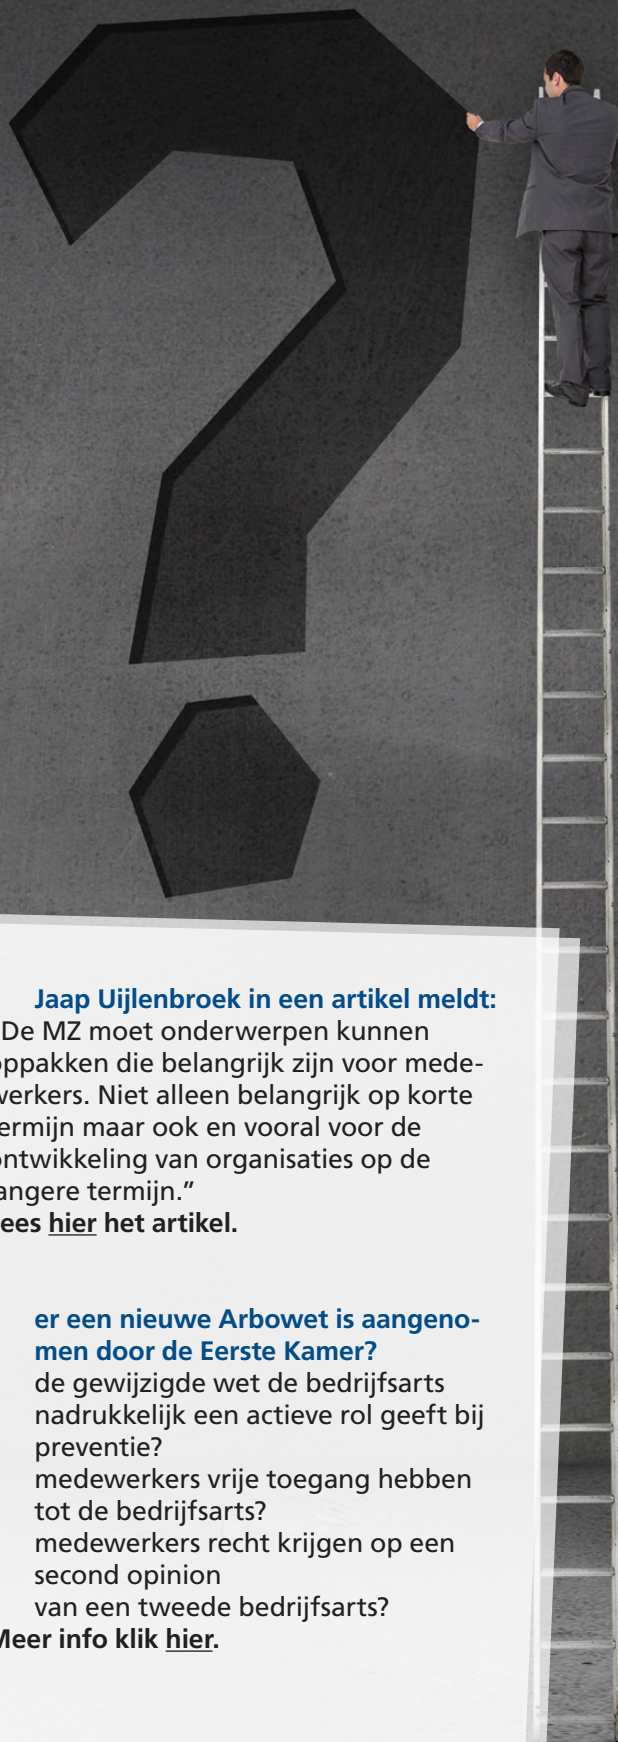 Jaap Uijlenbroek in een artikel meldt:
"De MZ moet onderwerpen kunnen
oppakken die belangrijk zijn voor mede-
werkers. Niet alleen belangrijk op korte
ermijn maar ook en vooral voor de
ontwikkeling van organisaties op de
angere termijn.”
ees hier het artikel.
er een nieuwe Arbowet is aangeno-
men door de Eerste Kamer?
de gewijzigde wet de bedrijfsarts
nadrukkelijk een actieve rol geeft bij
preventie?
medewerkers vrije toegang hebben
tot de bedrijfsarts?
medewerkers recht krijgen op een
second opinion
van een tweede bedrijfsarts?
Meer info klik hier.